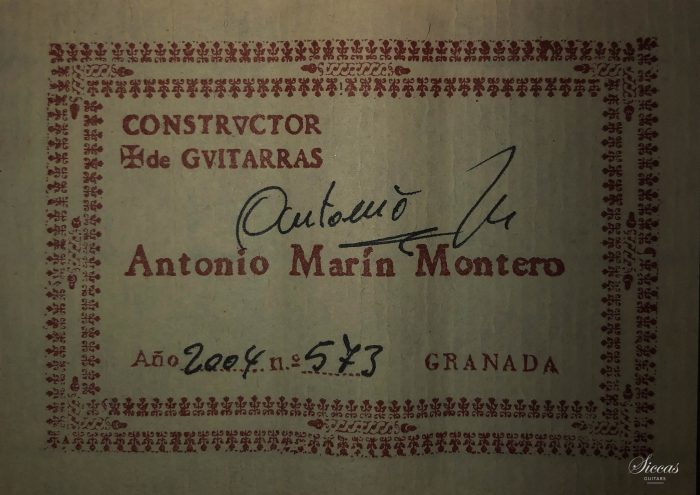 CONSTRVCTOR
✠de GVITARRAS
Antonio M
Antonio Marín Montero
Año 2004 n.º 573 GRANADA
Siccas
GUITARS